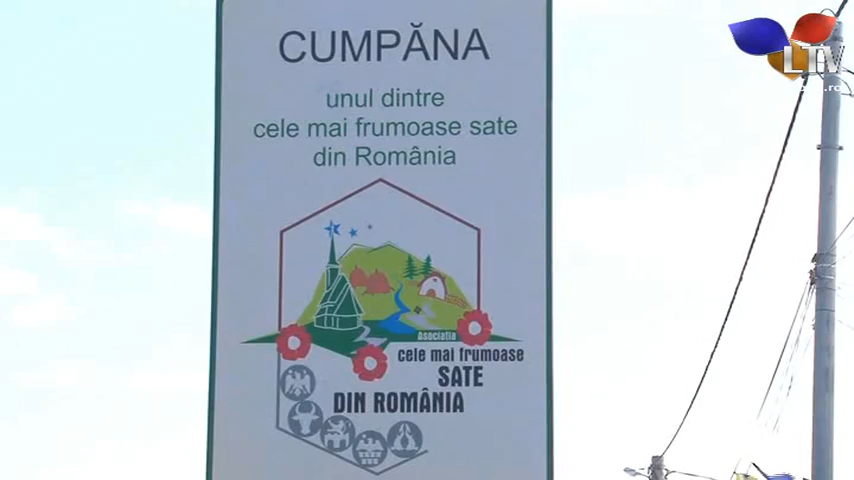 CUMPĂNA
unul dintre
cele mai frumoase sate
din România
Asociația
cele mai frumoase
SATE
DIN ROMÂNIA
LTV